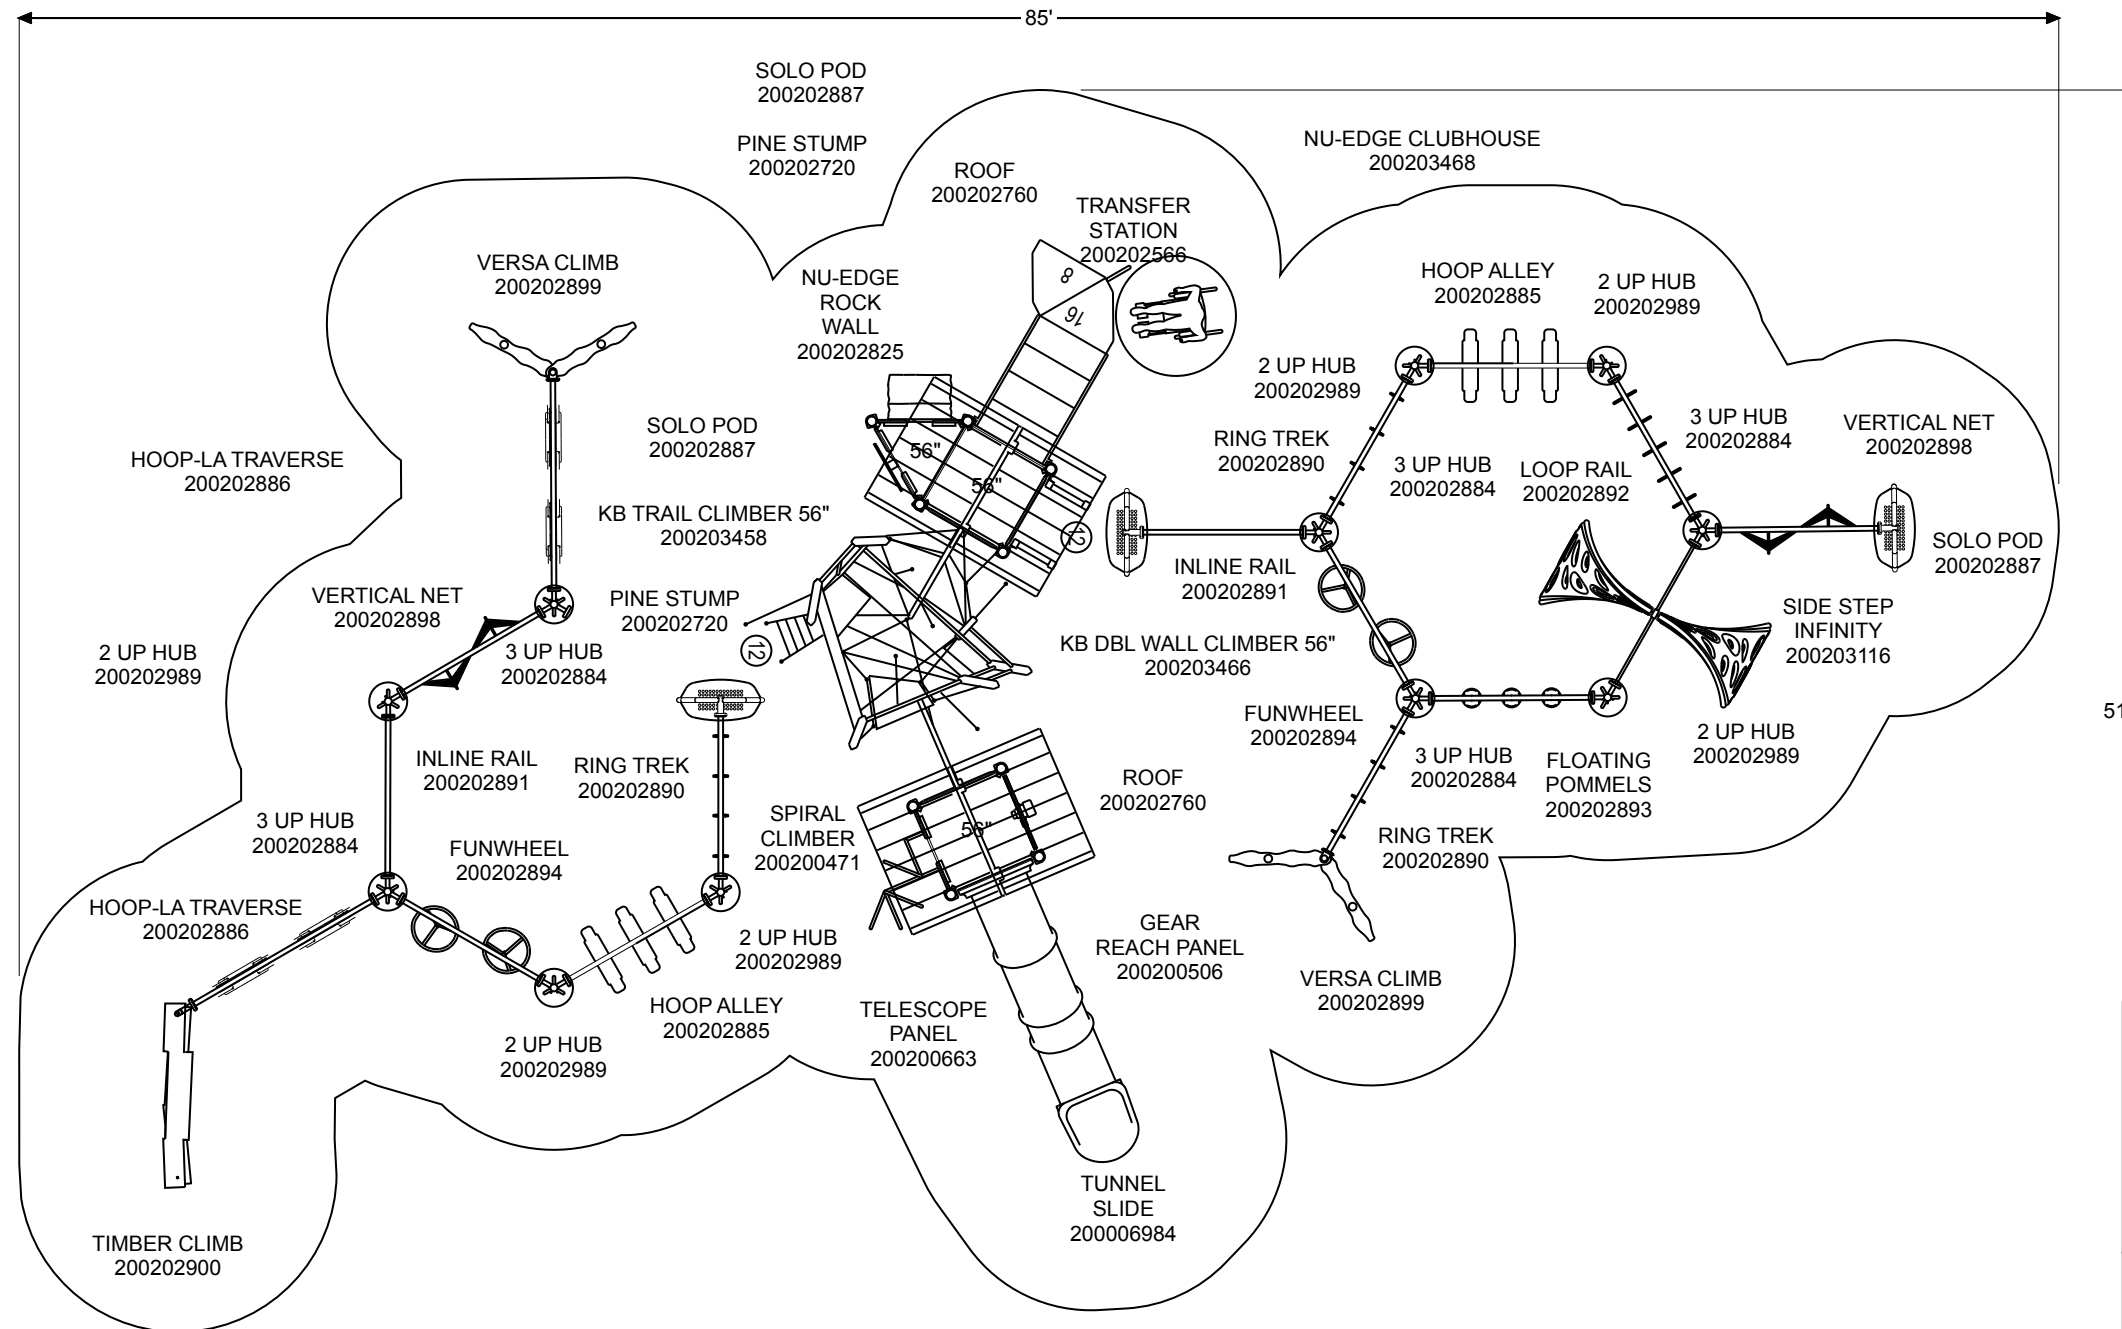 85'
SOLO POD
200202887
PINE STUMP
200202720
ROOF
200202760
NU-EDGE CLUBHOUSE
200203468
TRANSFER
STATION
200202566
8
16
VERSA CLIMB
200202899
NU-EDGE
ROCK
WALL
200202825
HOOP ALLEY
200202885
2 UP HUB
200202989
2 UP HUB
200202989
SOLO POD
200202887
56"
56"
RING TREK
200202890
3 UP HUB
200202884
LOOP RAIL
200202892
3 UP HUB
200202884
VERTICAL NET
200202898
HOOP-LA TRAVERSE
200202886
KB TRAIL CLIMBER 56"
200203458
12
SOLO POD
200202887
INLINE RAIL
200202891
VERTICAL NET
200202898
PINE STUMP
200202720
12
SIDE STEP
INFINITY
200203116
2 UP HUB
200202989
3 UP HUB
200202884
KB DBL WALL CLIMBER 56"
200203466
51
FUNWHEEL
200202894
2 UP HUB
200202989
3 UP HUB
200202884
FLOATING
POMMELS
200202893
INLINE RAIL
200202891
RING TREK
200202890
ROOF
200202760
SPIRAL
CLIMBER
200200471
56"
3 UP HUB
200202884
FUNWHEEL
200202894
RING TREK
200202890
HOOP-LA TRAVERSE
200202886
2 UP HUB
200202989
GEAR
REACH PANEL
200200506
VERSA CLIMB
200202899
HOOP ALLEY
200202885
TELESCOPE
PANEL
200200663
2 UP HUB
200202989
TUNNEL
SLIDE
200006984
TIMBER CLIMB
200202900